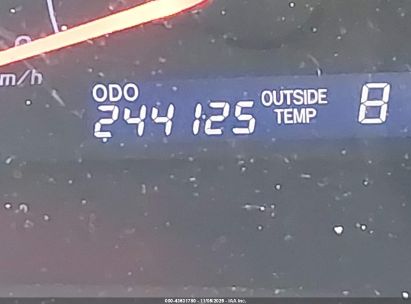 m/h
ODO
244125
OUTSIDE
TEMP
8